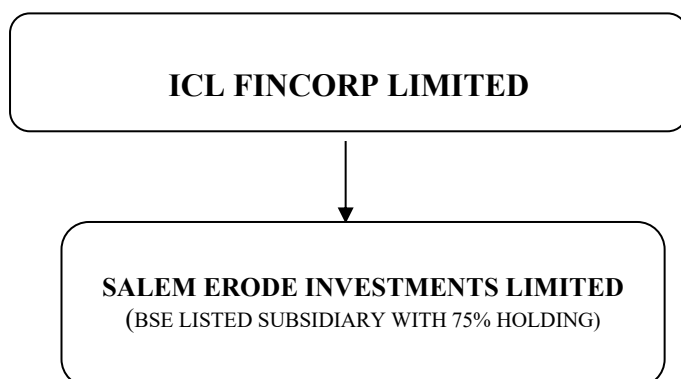 ICL FINCORP LIMITED
SALEM ERODE INVESTMENTS LIMITED
(BSE LISTED SUBSIDIARY WITH 75% HOLDING)